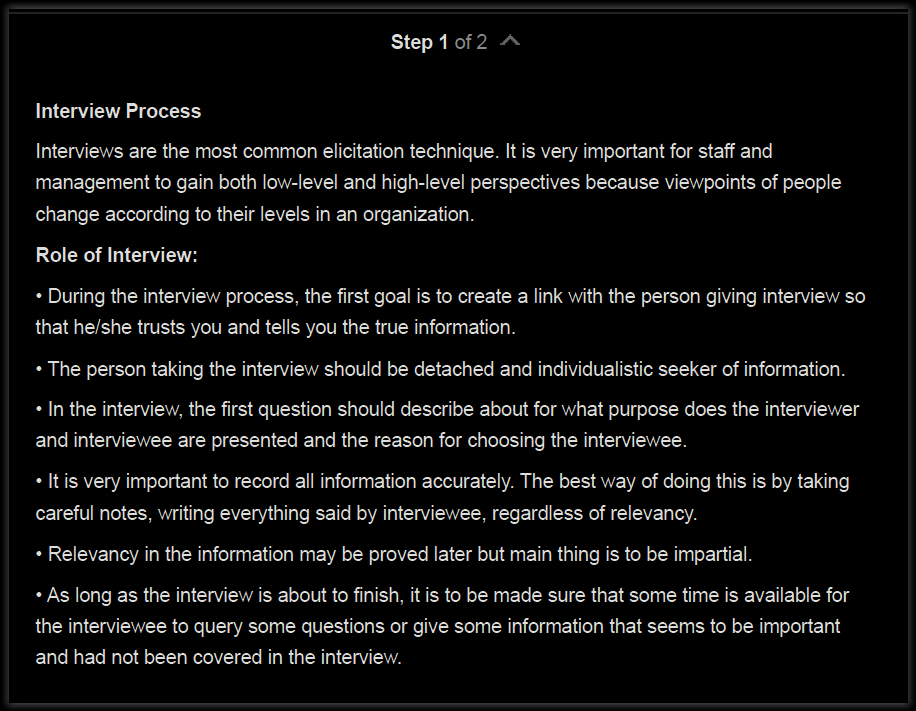 Step 1 of 2
Interview Process
Interviews are the most common elicitation technique. It is very important for staff and
management to gain both low-level and high-level perspectives because viewpoints of people
change according to their levels in an organization.
Role of Interview:
• During the interview process, the first goal is to create a link with the person giving interview so
that he/she trusts you and tells you the true information.
• The person taking the interview should be detached and individualistic seeker of information.
• In the interview, the first question should describe about for what purpose does the interviewer
and interviewee are presented and the reason for choosing the interviewee.
• It is very important to record all information accurately. The best way of doing this is by taking
careful notes, writing everything said by interviewee, regardless of relevancy.
• Relevancy in the information may be proved later but main thing is to be impartial.
• As long as the interview is about to finish, it is to be made sure that some time is available for
the interviewee to query some questions or give some information that seems to be important
and had not been covered in the interview.